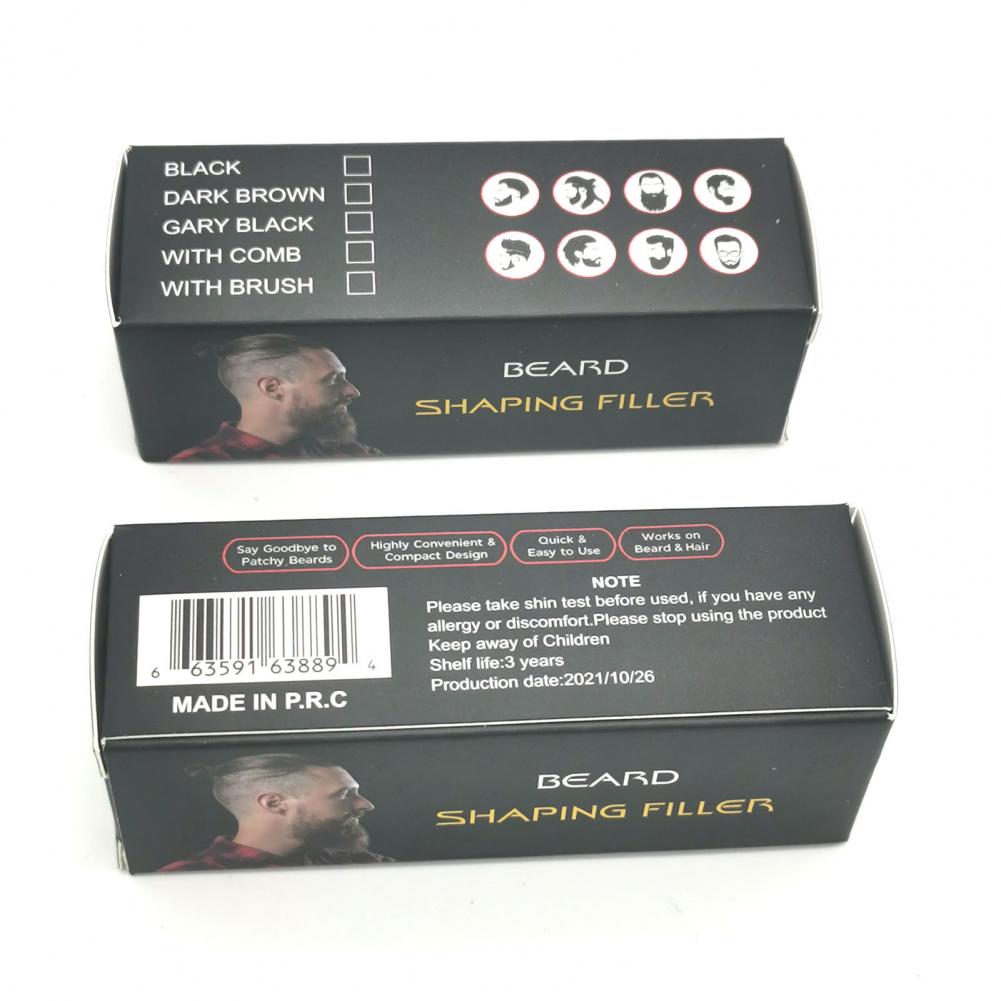 BLACK
DARK BROWN
GARY BLACK
WITH COMB
WITH BRUSH
BEARD
SHAPING FILLER
Say Goodbye to
Patchy Beards
Highly Convenient &
Compact Design
Quick &
Easy to Use
Works on
Beard & Hair
NOTE
Please take shin test before used, if you have any
allergy or discomfort.Please stop using the product
Keep away of Children
Shelf life:3 years
Production date:2021/10/26
6 63591 63889 4
MADE IN P.R.C
BEARD
SHAPING FILLER